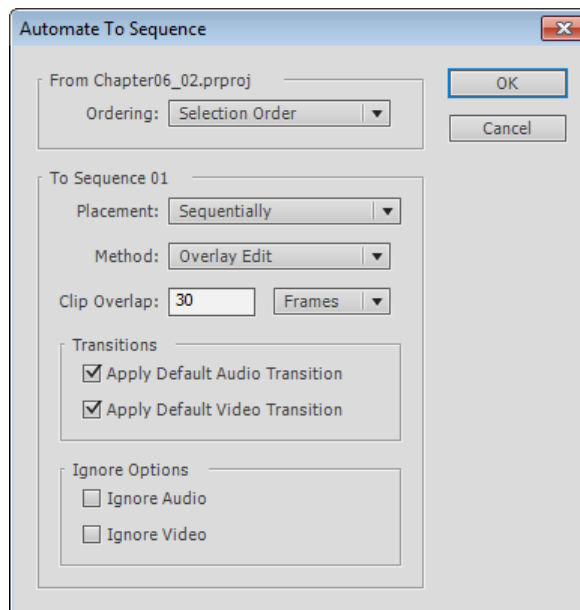 Automate To Sequence
From Chapter06_02.prproj
Ordering: Selection Order
OK
Cancel
To Sequence 01
Placement: Sequentially
Method: Overlay Edit
Clip Overlap: 30 Frames
Transitions
Apply Default Audio Transition
Apply Default Video Transition
Ignore Options
Ignore Audio
Ignore Video